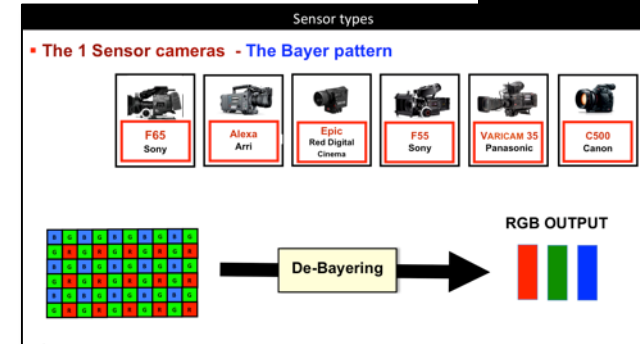 Sensor types
▪ The 1 Sensor cameras - The Bayer pattern
F65
Sony
Alexa
Arri
Epic
Red Digital
Cinema
F55
Sony
VARICAM 35
Panasonic
C500
Canon
B G B G B G B G B G
G R G R G R G R G R
B G B G B G B G B G
G R G R G R G R G R
B G B G B G B G B G
G R G R G R G R G R
De-Bayering
RGB OUTPUT